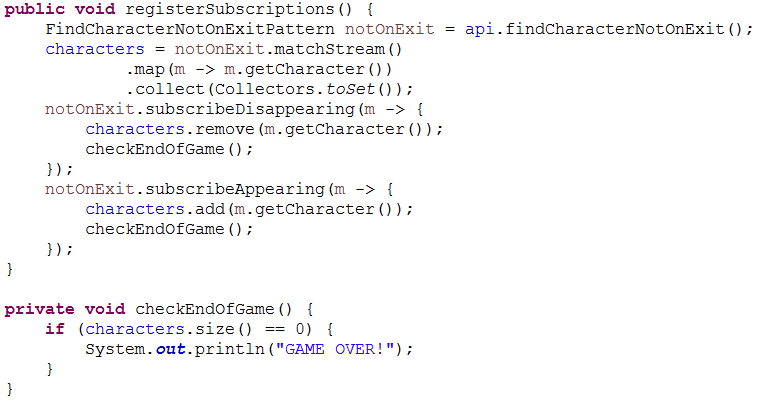 public void registerSubscriptions() {
    FindCharacterNotOnExitPattern notOnExit = api.findCharacterNotOnExit();
    characters = notOnExit.matchStream()
            .map(m -> m.getCharacter())
            .collect(Collectors.toSet());
    notOnExit.subscribeDisappearing(m -> {
        characters.remove(m.getCharacter());
        checkEndOfGame();
    });
    notOnExit.subscribeAppearing(m -> {
        characters.add(m.getCharacter());
        checkEndOfGame();
    });
}

private void checkEndOfGame() {
    if (characters.size() == 0) {
        System.out.println("GAME OVER!");
    }
}